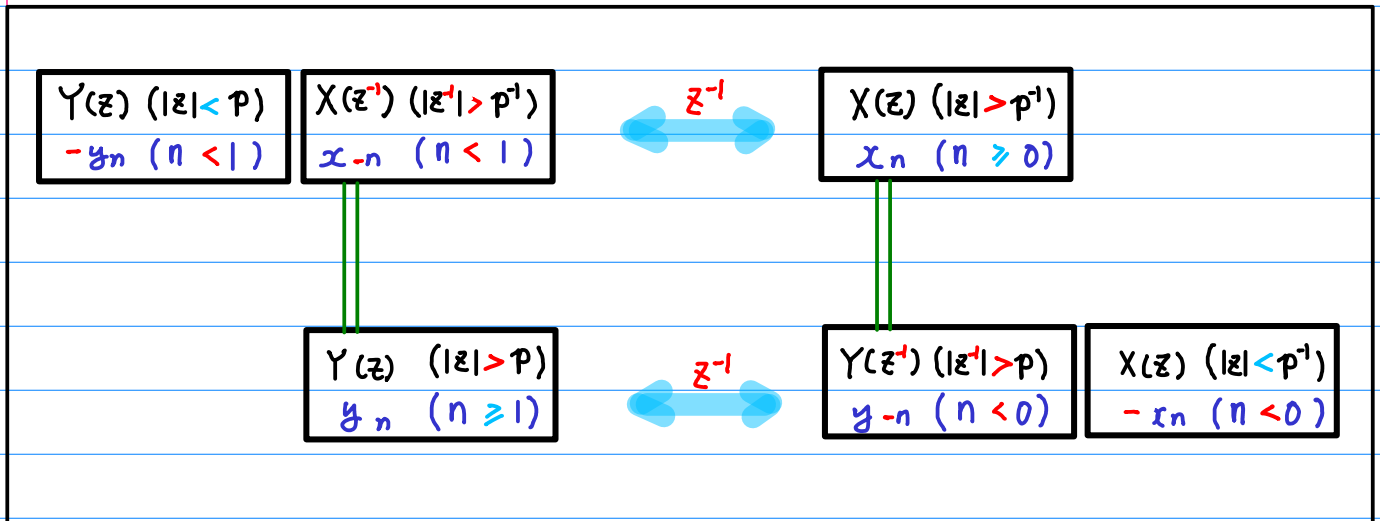 Y(z) (|z|< p) X(z⁻¹) (|z⁻¹|> p⁻¹) z⁻¹ X(z) (|z|> p⁻¹)
-yₙ (n < 1) x₋ₙ (n < 1) xₙ (n ⩾ 0)
Y(z) (|z|> p) z⁻¹ Y(z⁻¹) (|z⁻¹|> p) X(z) (|z|< p⁻¹)
yₙ (n ⩾ 1) y₋ₙ (n < 0) -xₙ (n < 0)